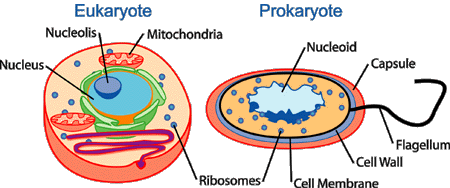 Eukaryote
Prokaryote
Nucleolis
Mitochondria
Nucleus
Ribosomes
Nucleoid
Capsule
Flagellum
Cell Wall
Cell Membrane